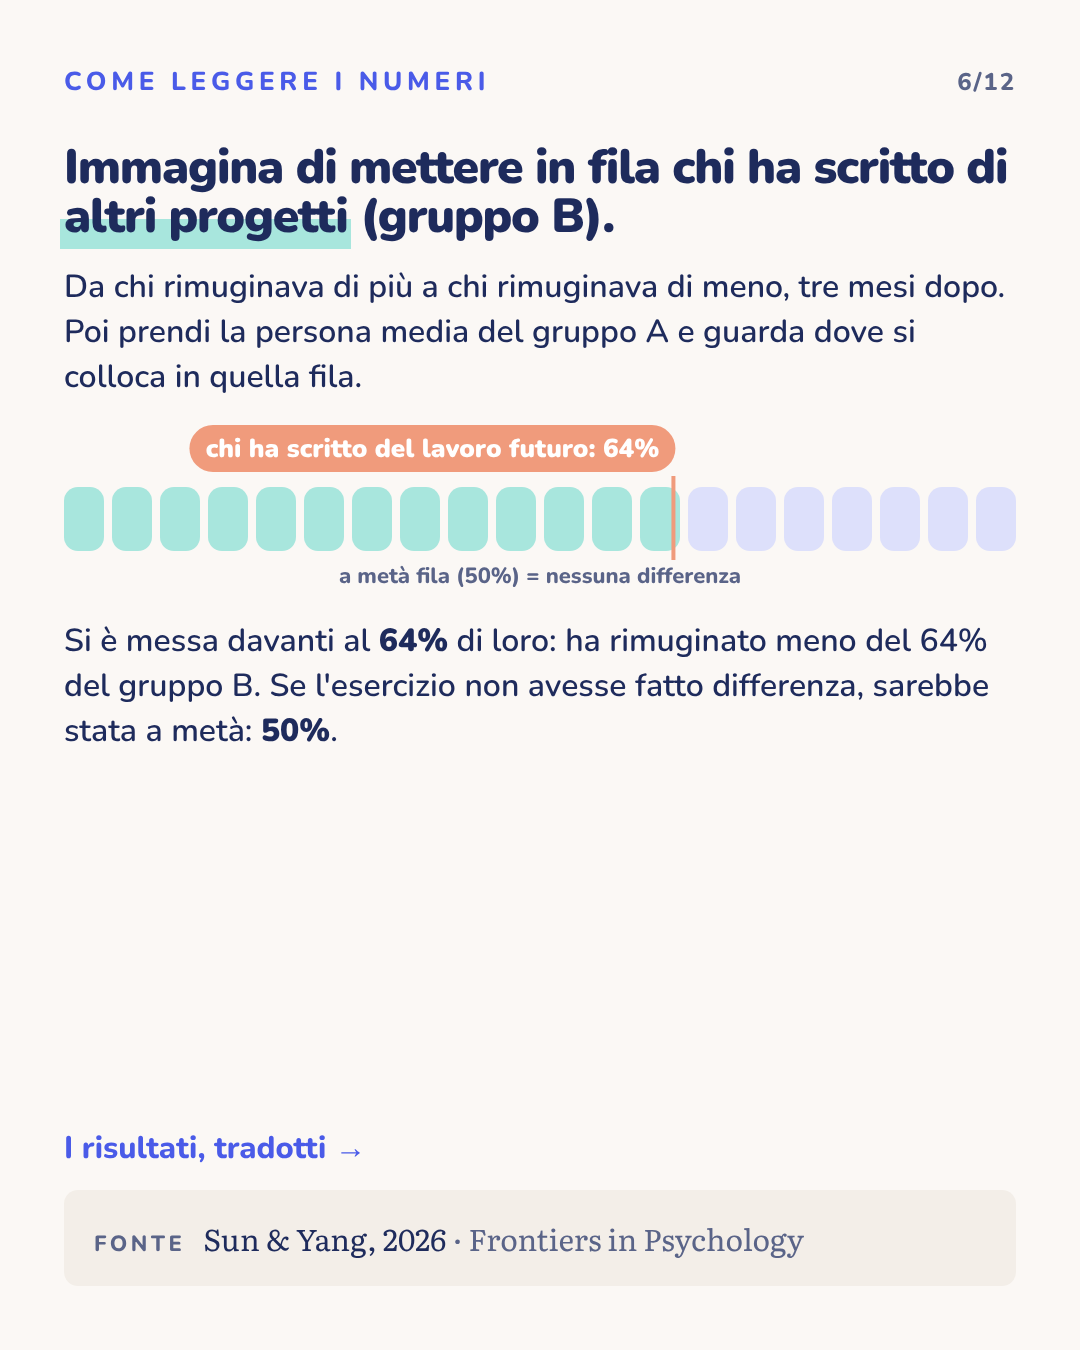 COME LEGGERE I NUMERI
6/12
Immagina di mettere in fila chi ha scritto di
altri progetti (gruppo B).
Da chi rimuginava di più a chi rimuginava di meno, tre mesi dopo.
Poi prendi la persona media del gruppo A e guarda dove si
colloca in quella fila.
chi ha scritto del lavoro futuro: 64%
a metà fila (50%) = nessuna differenza
Si è messa davanti al 64% di loro: ha rimuginato meno del 64%
del gruppo B. Se l'esercizio non avesse fatto differenza, sarebbe
stata a metà: 50%.
I risultati, tradotti →
FONTE Sun & Yang, 2026 · Frontiers in Psychology